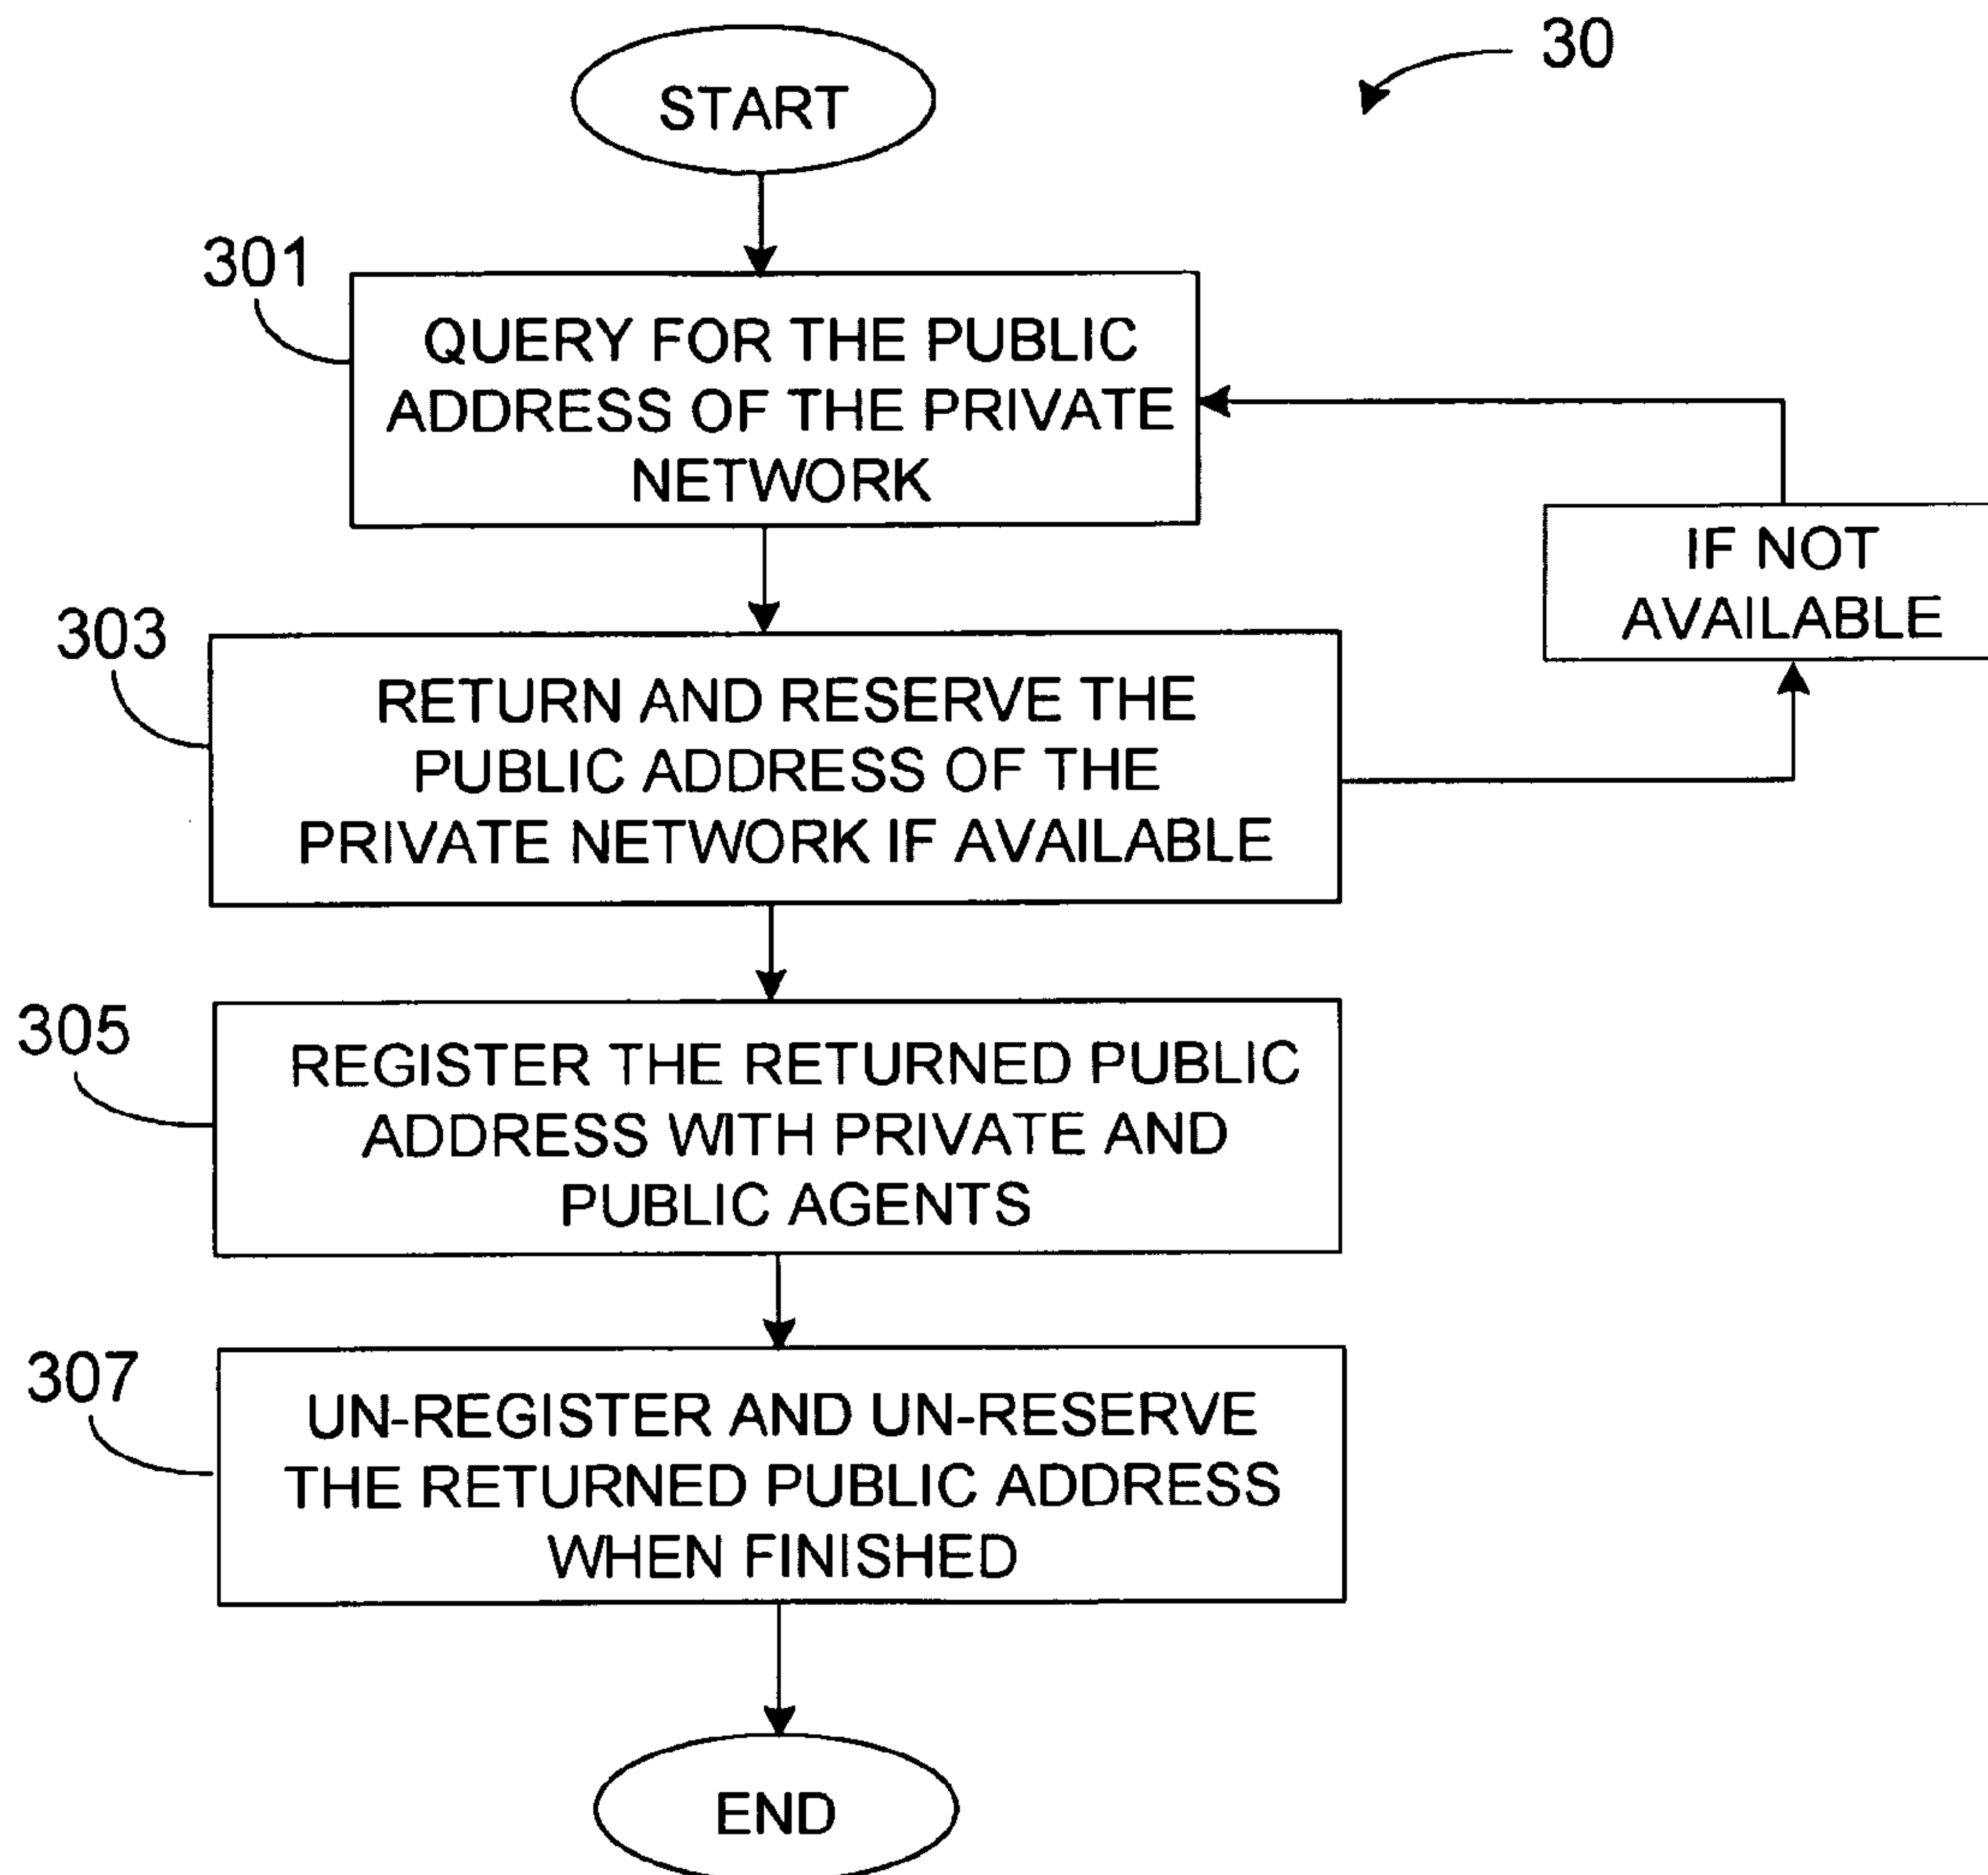 30
START
301
QUERY FOR THE PUBLIC
ADDRESS OF THE PRIVATE
NETWORK
IF NOT
AVAILABLE
303
RETURN AND RESERVE THE
PUBLIC ADDRESS OF THE
PRIVATE NETWORK IF AVAILABLE
305
REGISTER THE RETURNED PUBLIC
ADDRESS WITH PRIVATE AND
PUBLIC AGENTS
307
UN-REGISTER AND UN-RESERVE
THE RETURNED PUBLIC ADDRESS
WHEN FINISHED
END